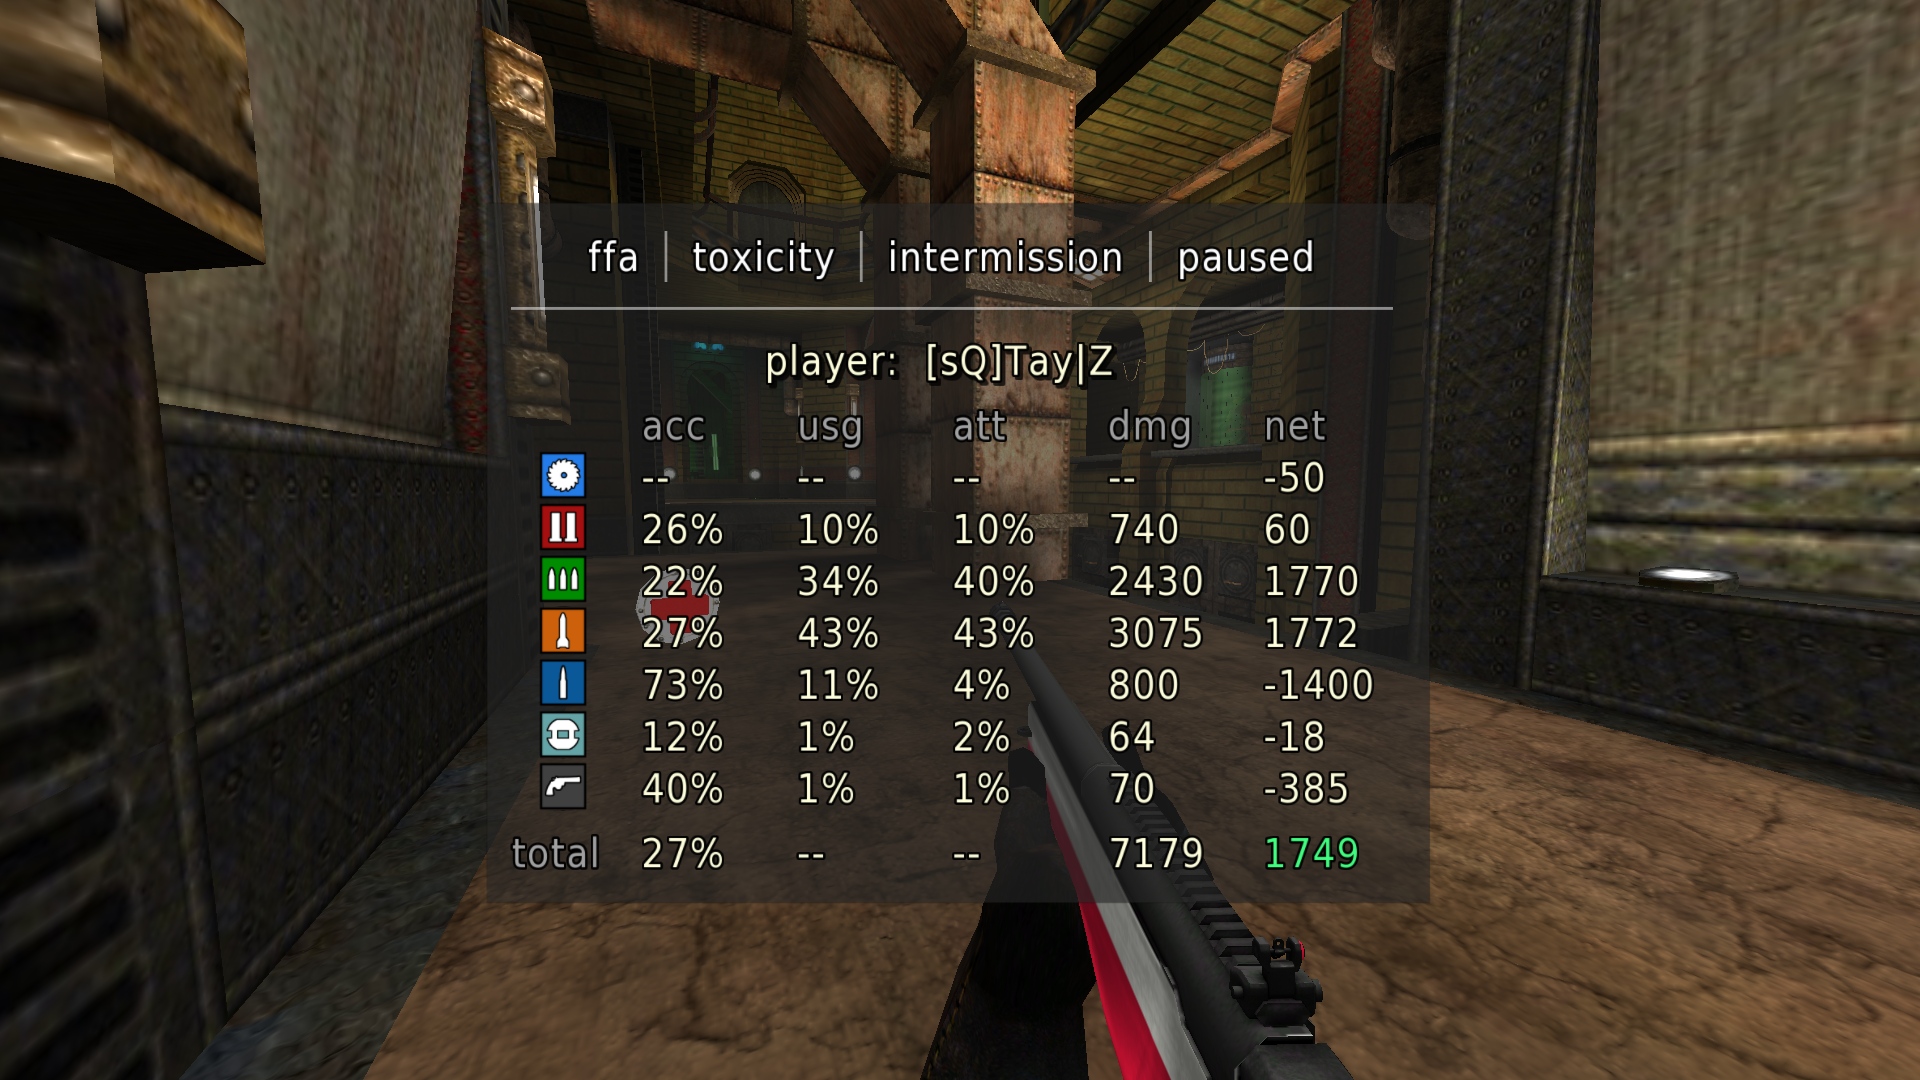 ffa | toxicity | intermission | paused
player: [sQ]Tay|Z
acc usg att dmg net
-- -- -- -- -50
26% 10% 10% 740 60
22% 34% 40% 2430 1770
27% 43% 43% 3075 1772
73% 11% 4% 800 -1400
12% 1% 2% 64 -18
40% 1% 1% 70 -385
total 27% -- -- 7179 1749